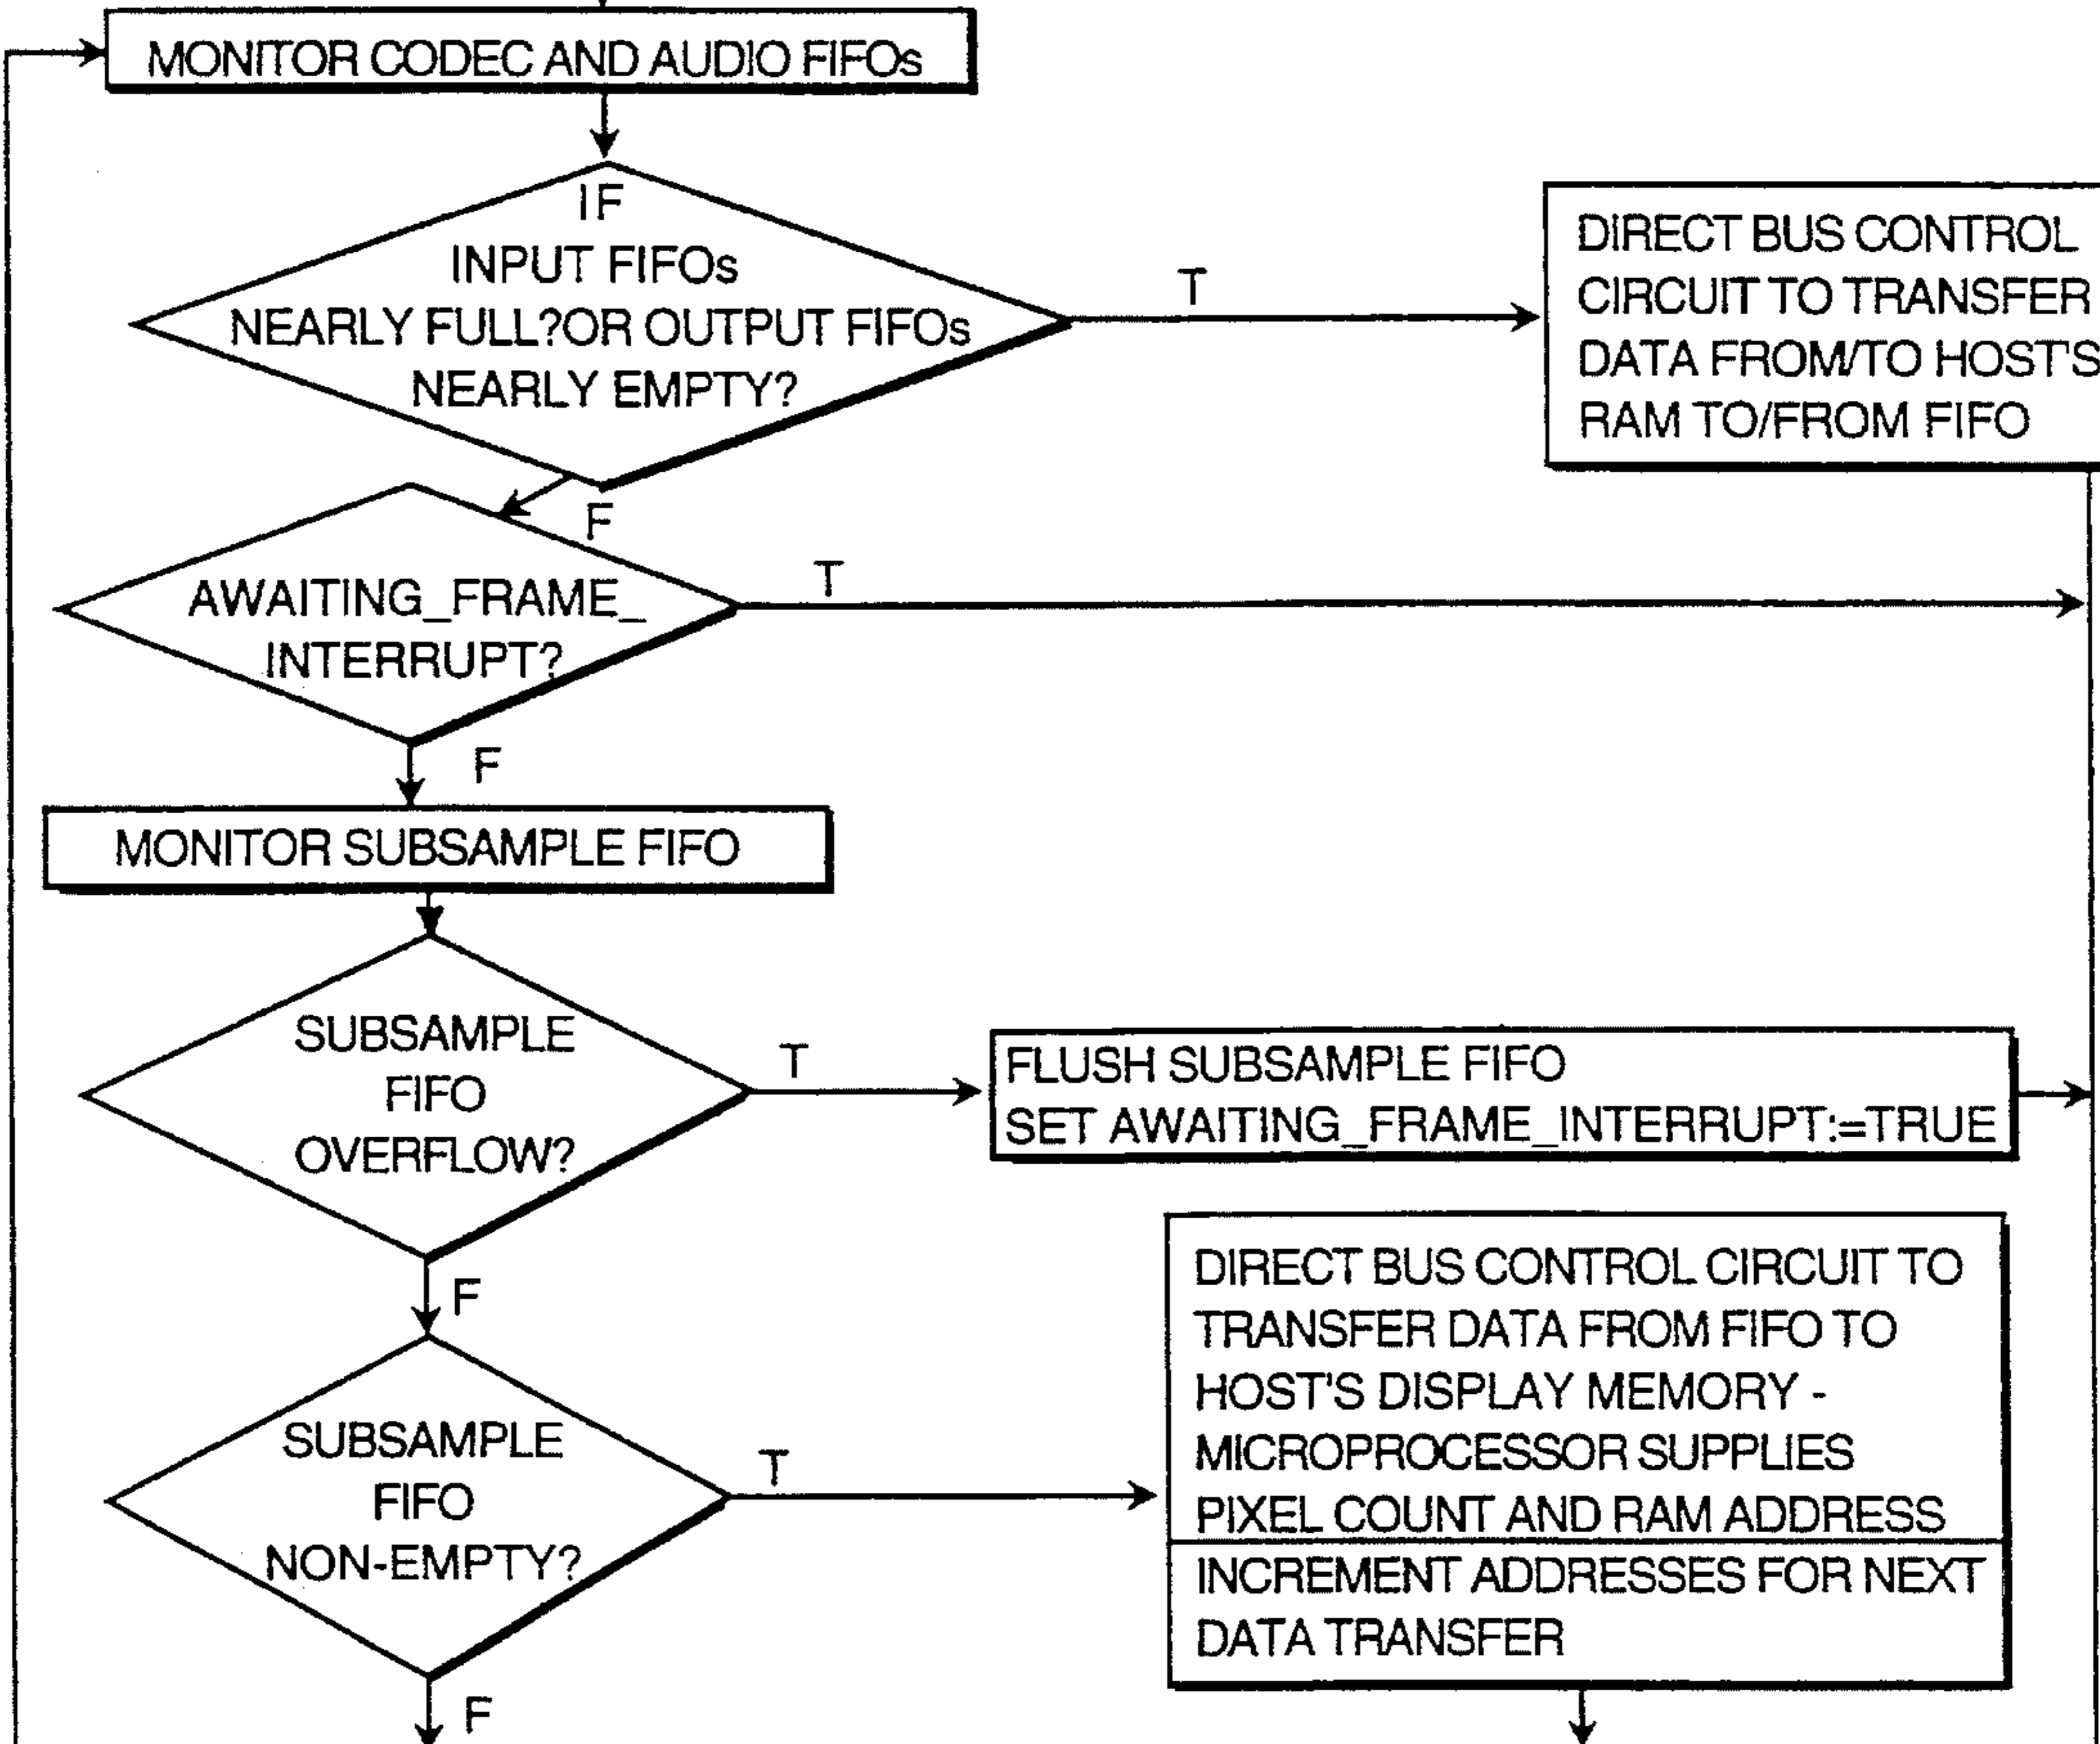 MONITOR CODEC AND AUDIO FIFOs
IF
INPUT FIFOs
NEARLY FULL?OR OUTPUT FIFOs
NEARLY EMPTY?
T
DIRECT BUS CONTROL
CIRCUIT TO TRANSFER
DATA FROM/TO HOST'S
RAM TO/FROM FIFO
F
AWAITING_FRAME_
INTERRUPT?
T
F
MONITOR SUBSAMPLE FIFO
SUBSAMPLE
FIFO
OVERFLOW?
T
FLUSH SUBSAMPLE FIFO
SET AWAITING_FRAME_INTERRUPT:=TRUE
F
SUBSAMPLE
FIFO
NON-EMPTY?
T
DIRECT BUS CONTROL CIRCUIT TO
TRANSFER DATA FROM FIFO TO
HOST'S DISPLAY MEMORY -
MICROPROCESSOR SUPPLIES
PIXEL COUNT AND RAM ADDRESS
INCREMENT ADDRESSES FOR NEXT
DATA TRANSFER
F